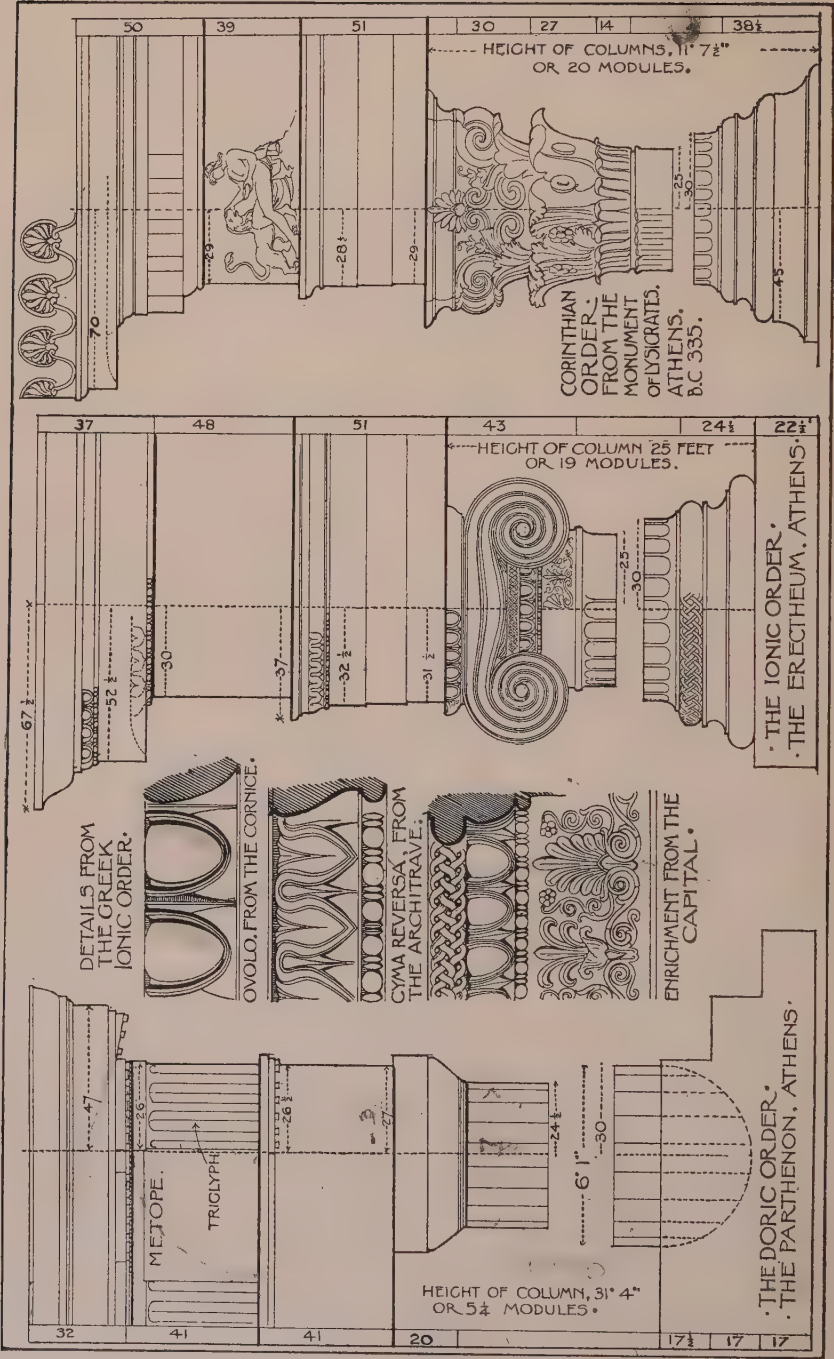 50 39 51 30 27 14 38½
HEIGHT OF COLUMNS, 11' 7½"
OR 20 MODULES.
70
29
28½
29
25
30
45
CORINTHIAN
ORDER.
FROM THE
MONUMENT
OF LYSICRATES.
ATHENS.
B.C 335.
37 48 51 43 24½ 22½
HEIGHT OF COLUMN 25 FEET
OR 19 MODULES.
67½
52½
30
37
32½
31½
25
30
·THE IONIC ORDER·
·THE ERECTHEUM, ATHENS·
DETAILS FROM
THE GREEK
IONIC ORDER·
OVOLO, FROM THE CORNICE·
CYMA REVERSA, FROM
THE ARCHITRAVE·
ENRICHMENT FROM THE
CAPITAL·
47
26
METOPE.
TRIGLYPH
26½
27
24½
6' 1"
30
HEIGHT OF COLUMN, 31' 4"
OR 5¼ MODULES·
·THE DORIC ORDER·
·THE PARTHENON, ATHENS·
32 41 41 20 17½ 17 17